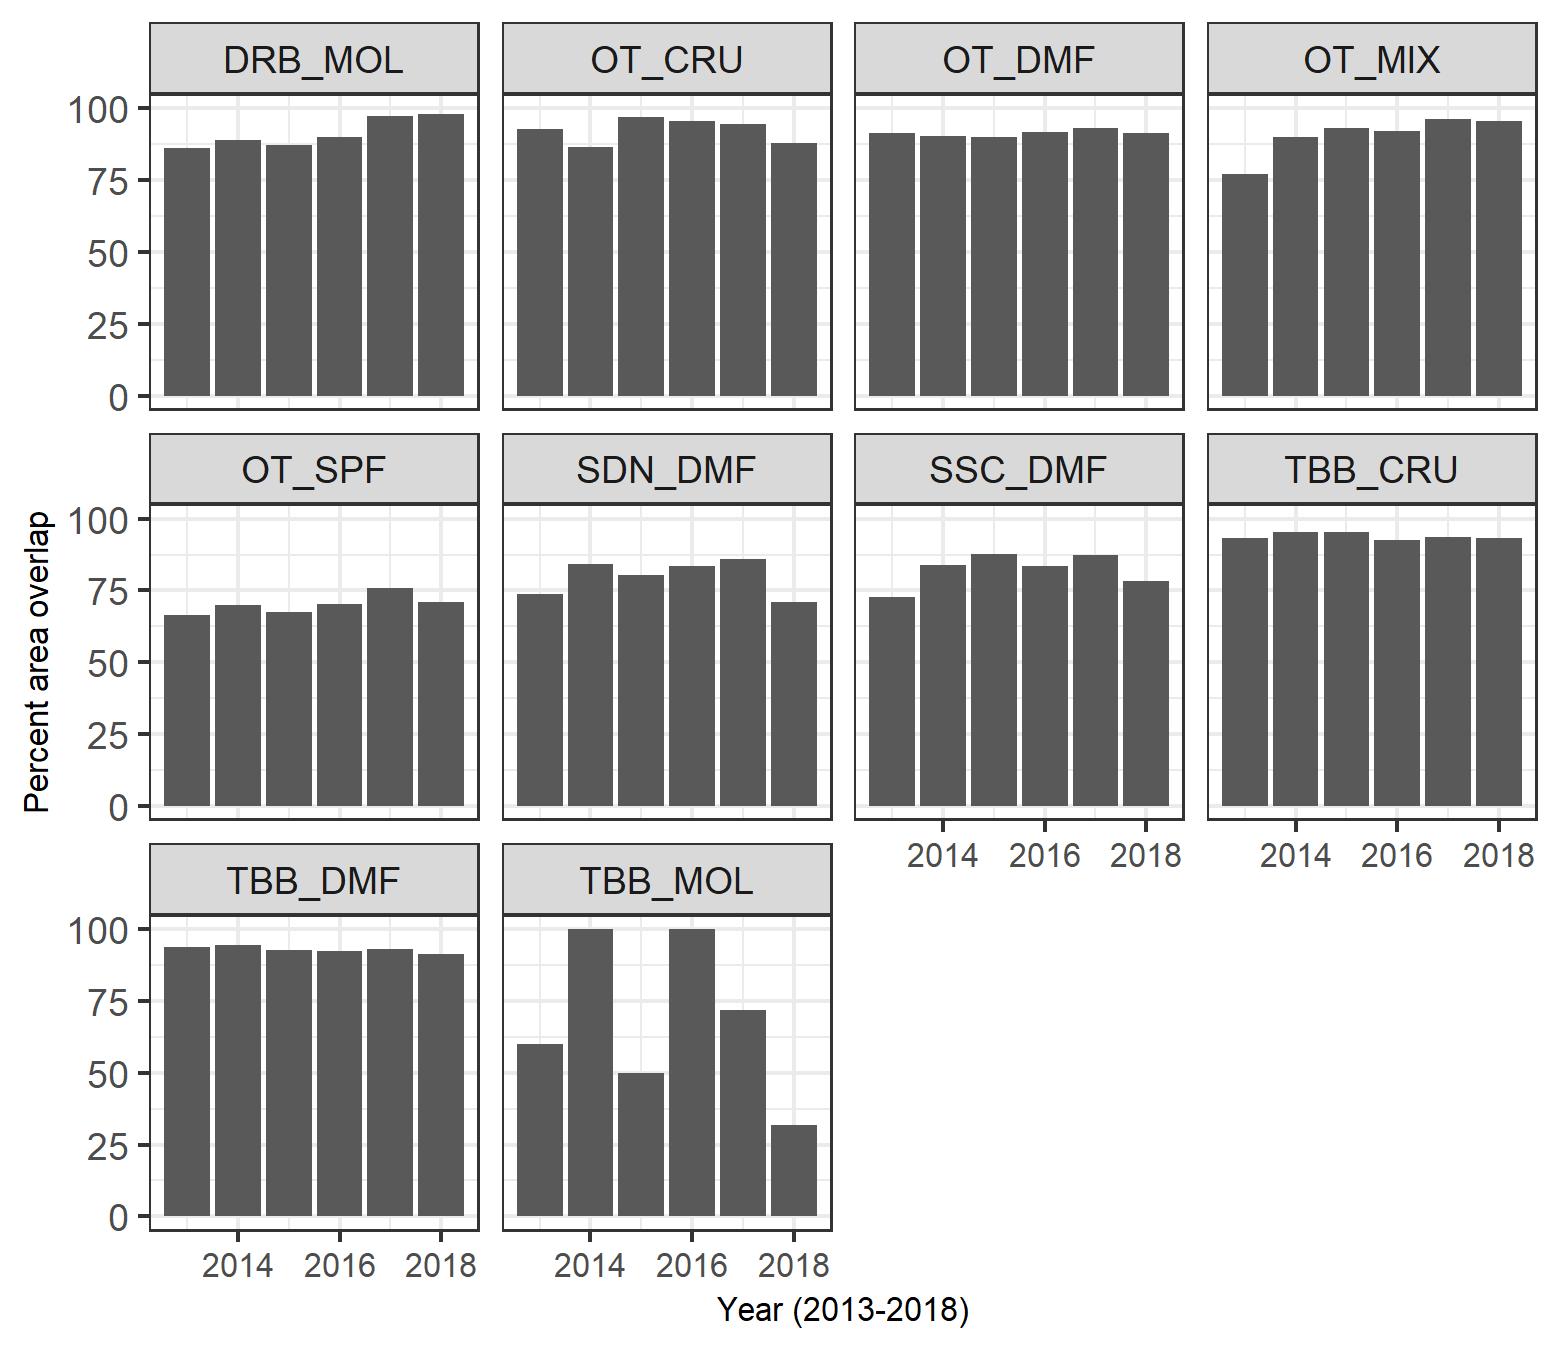 DRB_MOL OT_CRU OT_DMF OT_MIX
100
75
50
25
0
OT_SPF SDN_DMF SSC_DMF TBB_CRU
100
75
50
25
0
2014 2016 2018 2014 2016 2018
TBB_DMF TBB_MOL
100
75
50
25
0
2014 2016 2018 2014 2016 2018
Percent area overlap
Year (2013-2018)